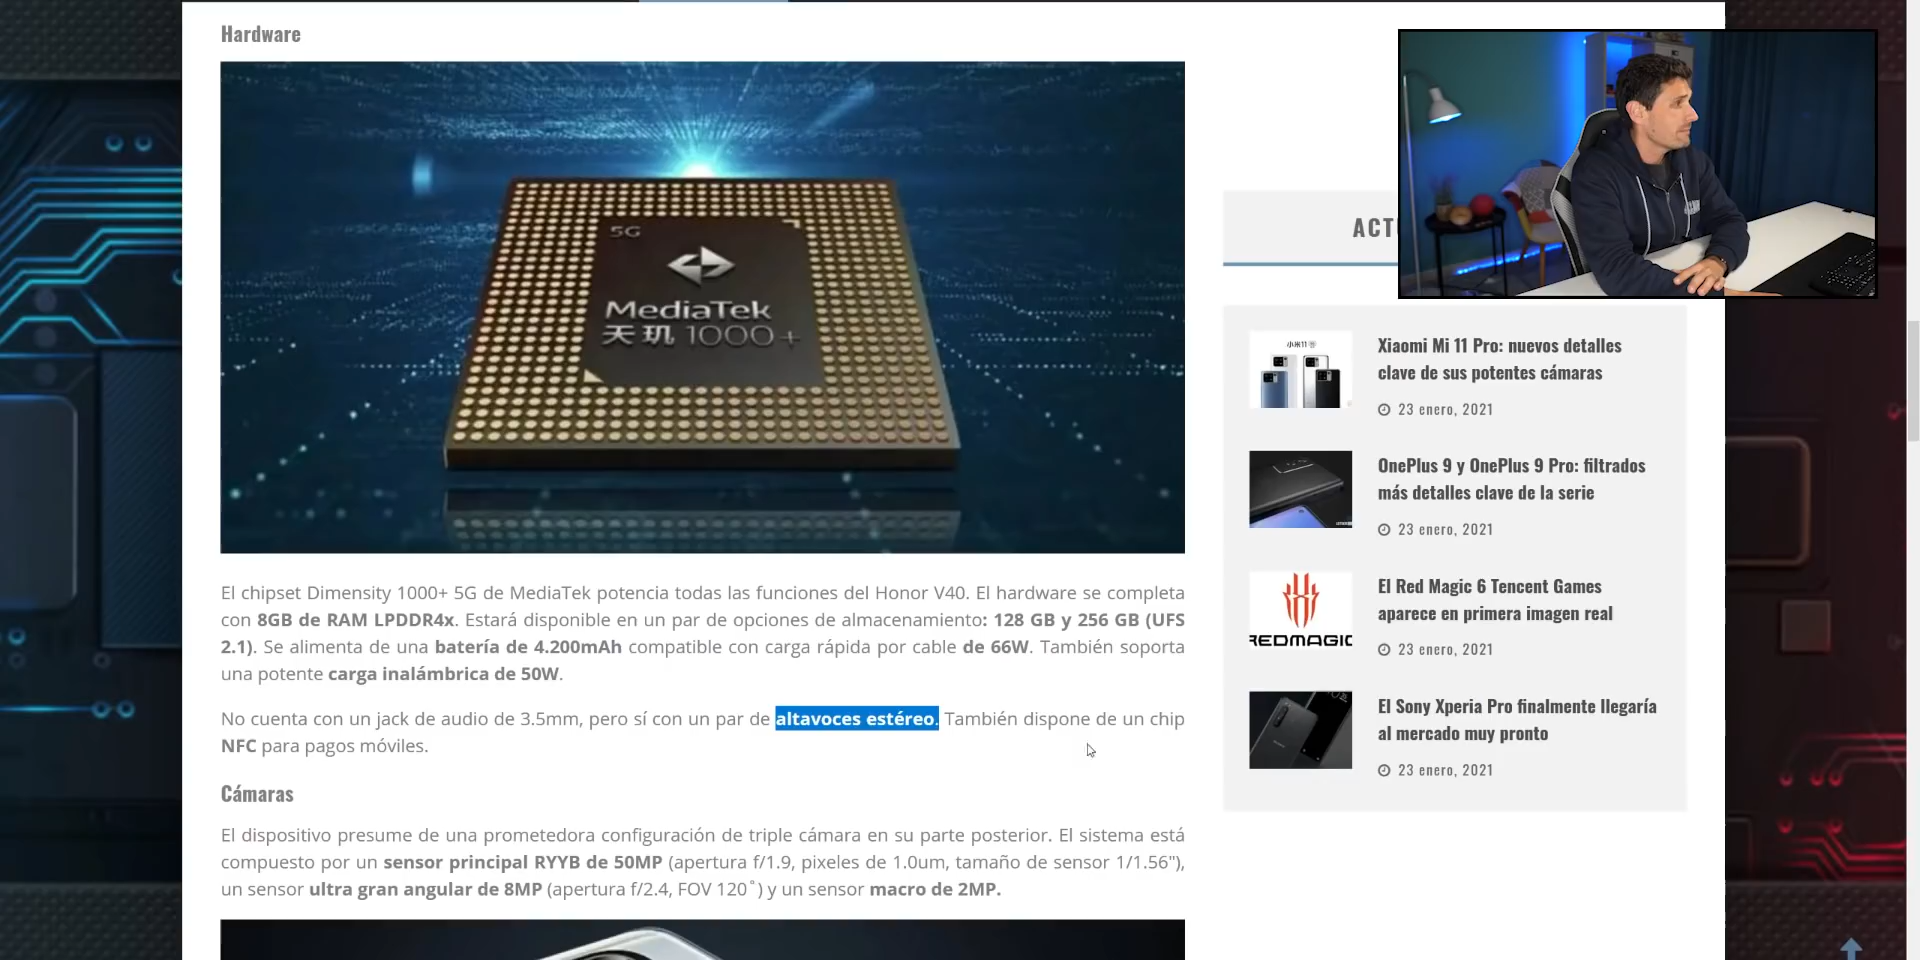 Hardware
5G
MediaTek
天玑 1000+
El chipset Dimensity 1000+ 5G de MediaTek potencia todas las funciones del Honor V40. El hardware se completa
con 8GB de RAM LPDDR4x. Estará disponible en un par de opciones de almacenamiento: 128 GB y 256 GB (UFS
2.1). Se alimenta de una batería de 4.200mAh compatible con carga rápida por cable de 66W. También soporta
una potente carga inalámbrica de 50W.
No cuenta con un jack de audio de 3.5mm, pero sí con un par de altavoces estéreo. También dispone de un chip
NFC para pagos móviles.
Cámaras
El dispositivo presume de una prometedora configuración de triple cámara en su parte posterior. El sistema está
compuesto por un sensor principal RYYB de 50MP (apertura f/1.9, pixeles de 1.0um, tamaño de sensor 1/1.56"),
un sensor ultra gran angular de 8MP (apertura f/2.4, FOV 120˚) y un sensor macro de 2MP.
ACTU
小米11
Xiaomi Mi 11 Pro: nuevos detalles
clave de sus potentes cámaras
23 enero, 2021
OnePlus 9 y OnePlus 9 Pro: filtrados
más detalles clave de la serie
23 enero, 2021
REDMAGIC
El Red Magic 6 Tencent Games
aparece en primera imagen real
23 enero, 2021
El Sony Xperia Pro finalmente llegaría
al mercado muy pronto
23 enero, 2021